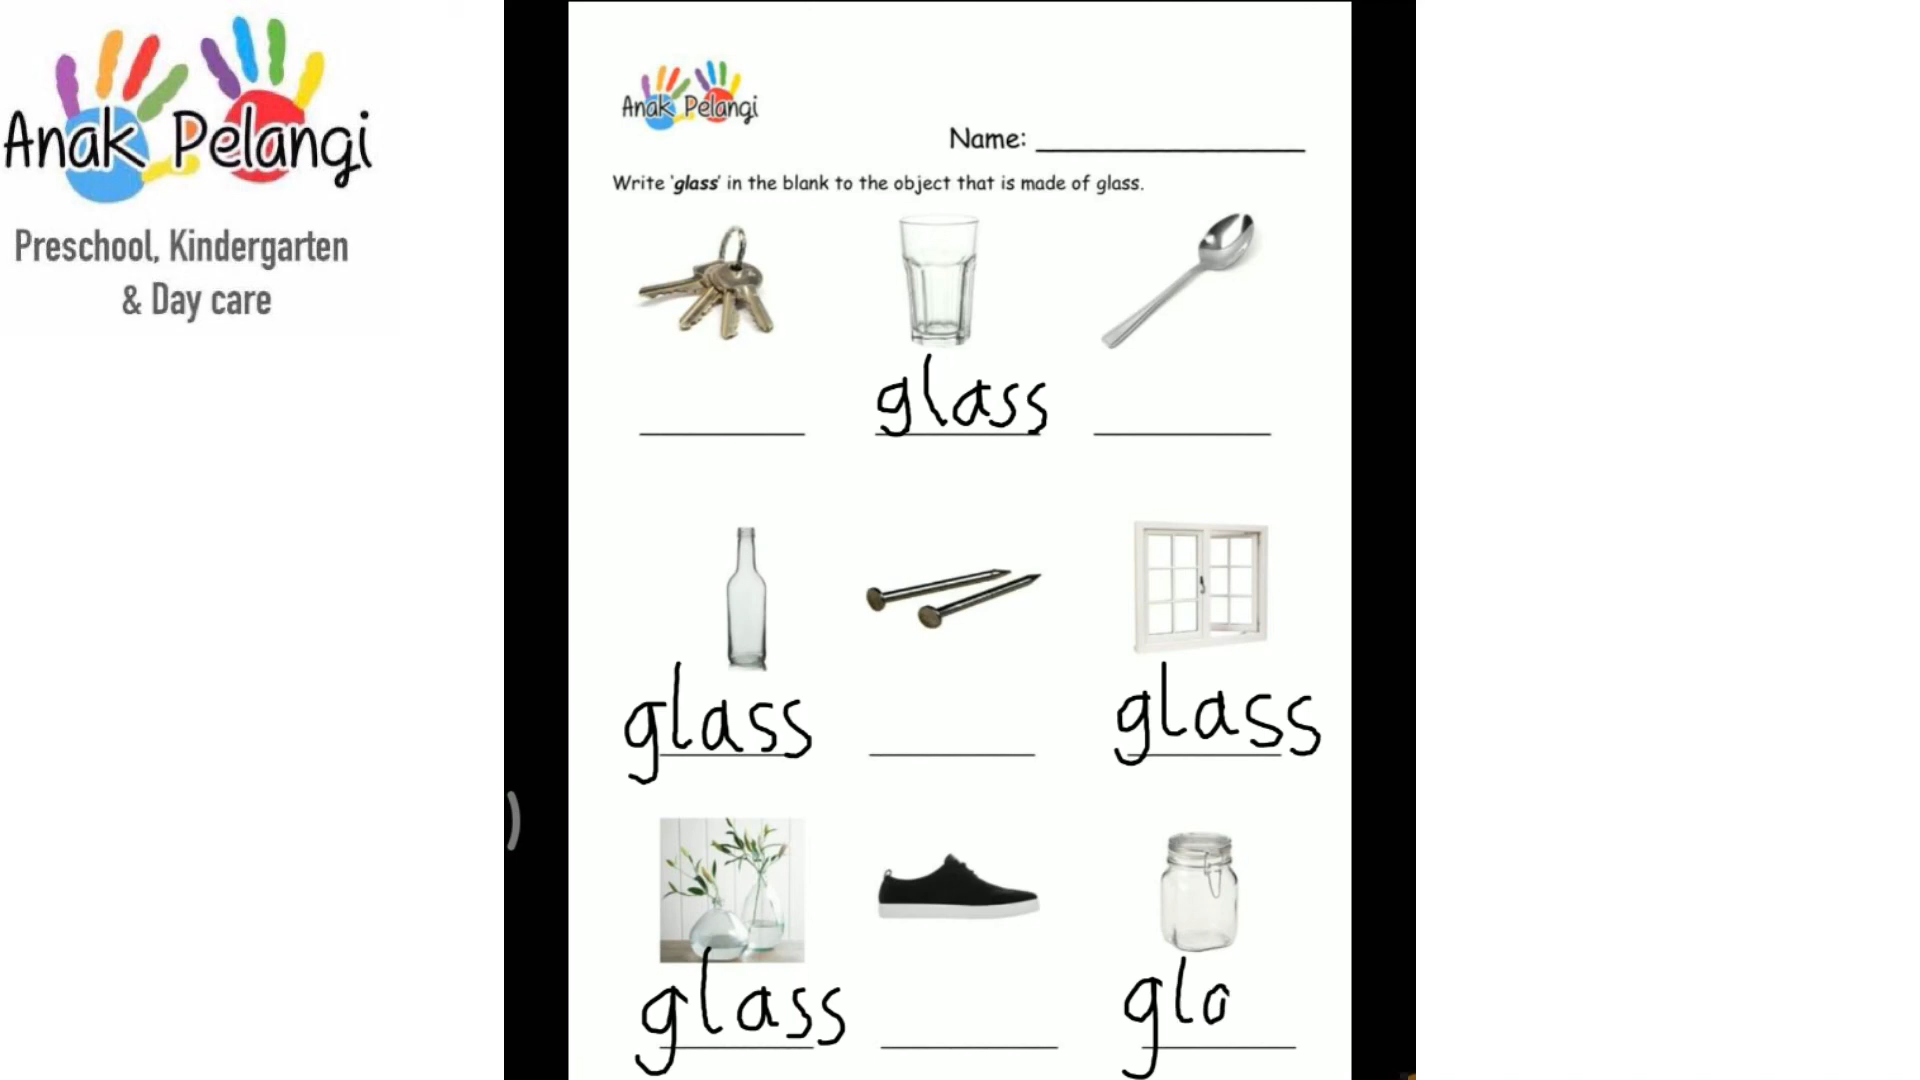 Anak Pelangi
Preschool, Kindergarten
& Day care
Anak Pelangi
Name:
Write 'glass' in the blank to the object that is made of glass.
glass
glass
glass
glass
glo